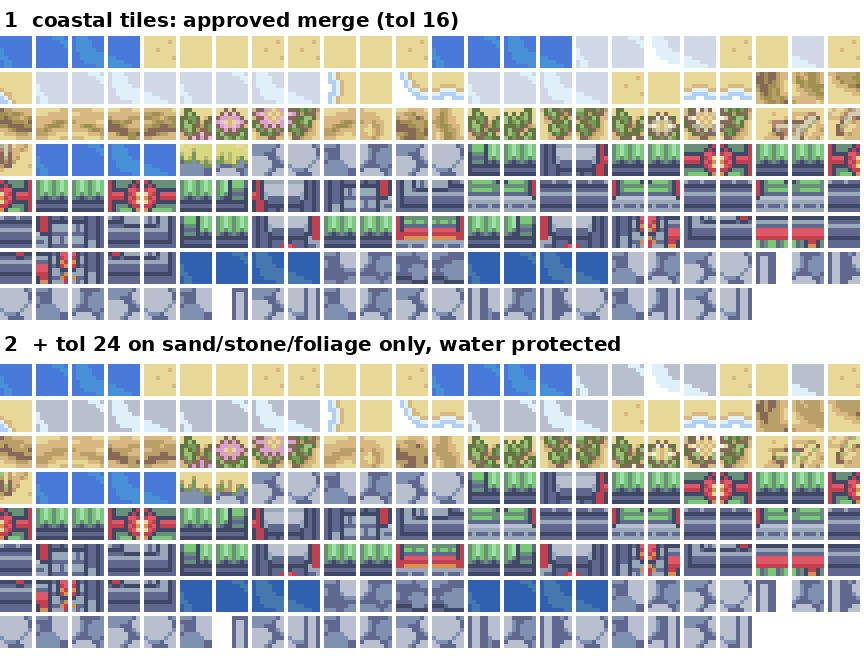 1 coastal tiles: approved merge (tol 16)
2 + tol 24 on sand/stone/foliage only, water protected